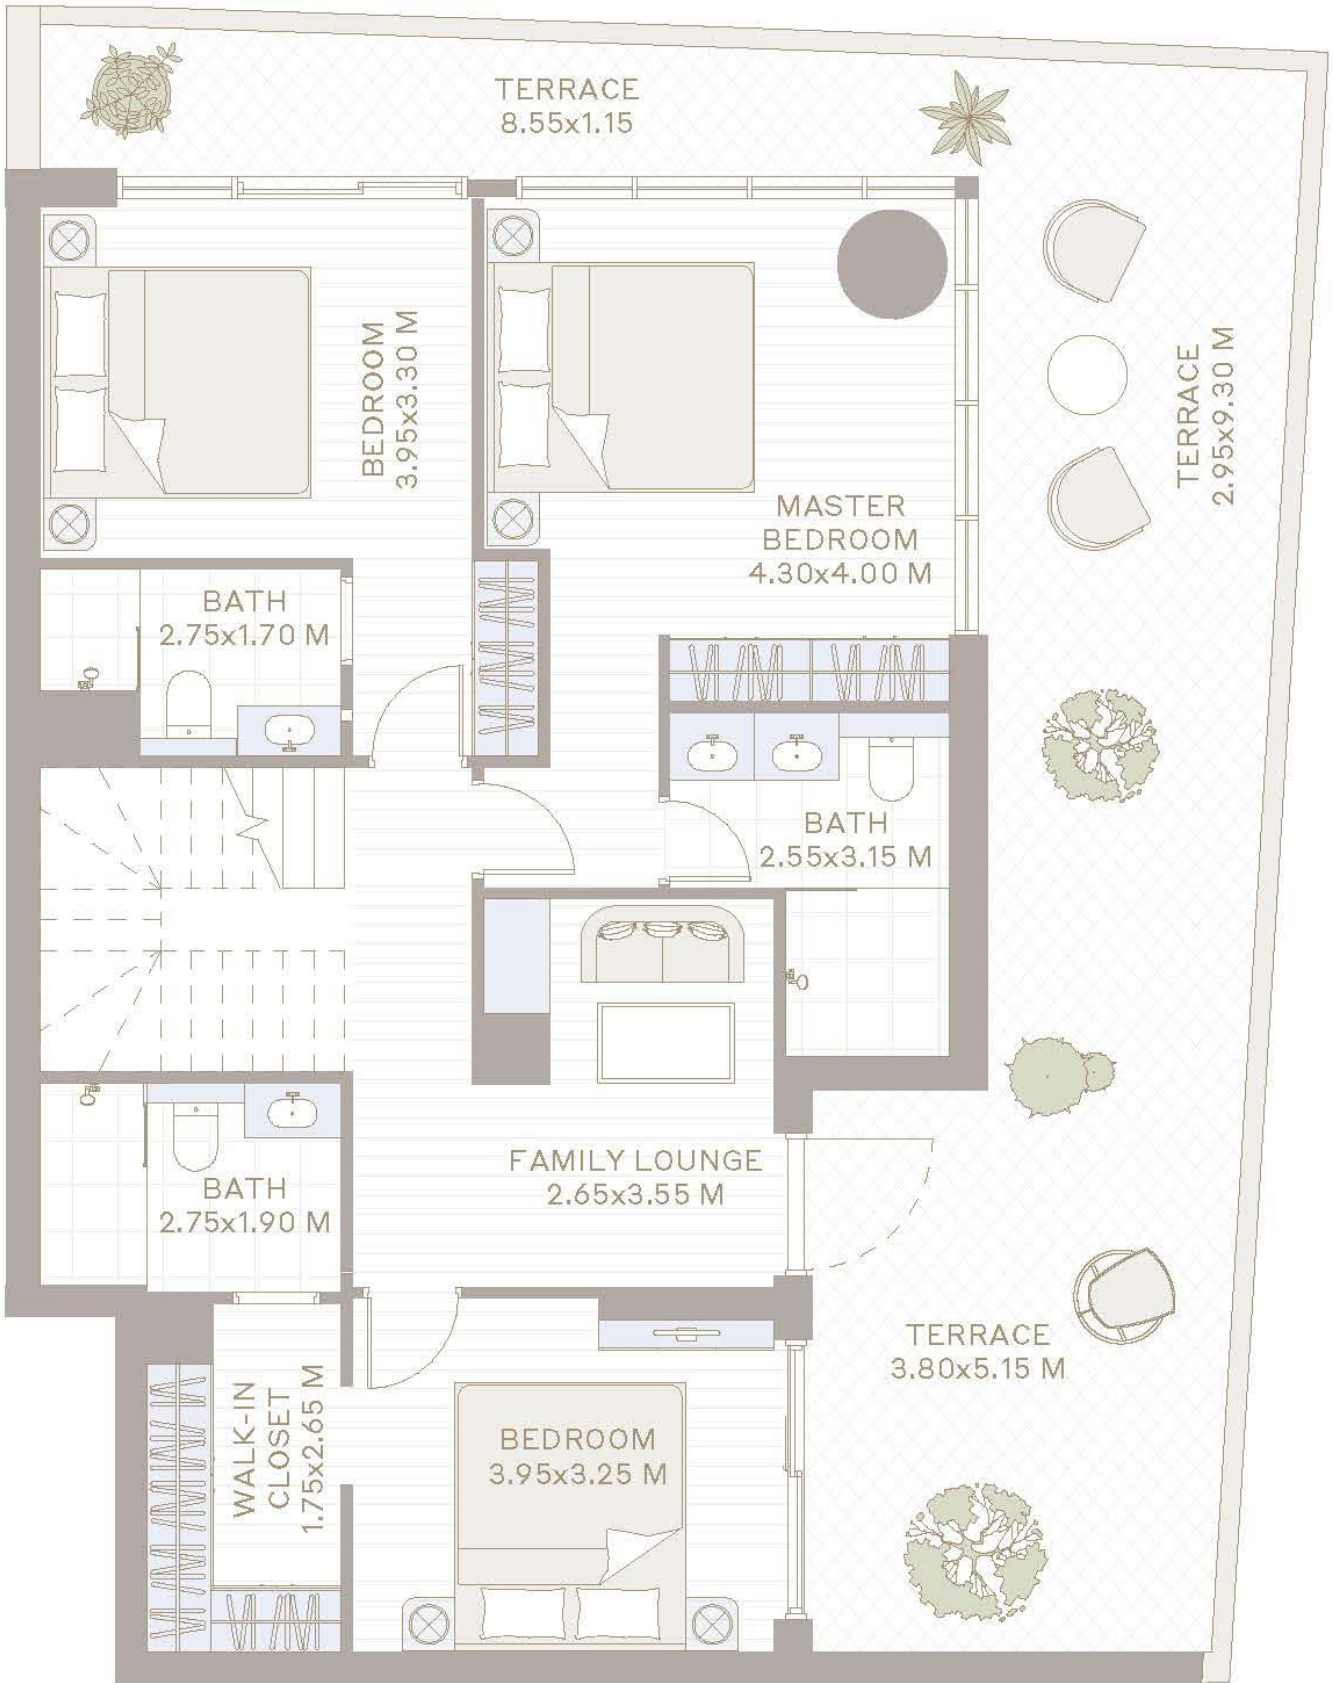 TERRACE
8.55x1.15
BEDROOM
3.95x3.30 M
TERRACE
2.95x9.30 M
MASTER
BEDROOM
4.30x4.00 M
BATH
2.75x1.70 M
BATH
2.55x3.15 M
FAMILY LOUNGE
2.65x3.55 M
BATH
2.75x1.90 M
TERRACE
3.80x5.15 M
WALK-IN
CLOSET
1.75x2.65 M
BEDROOM
3.95x3.25 M